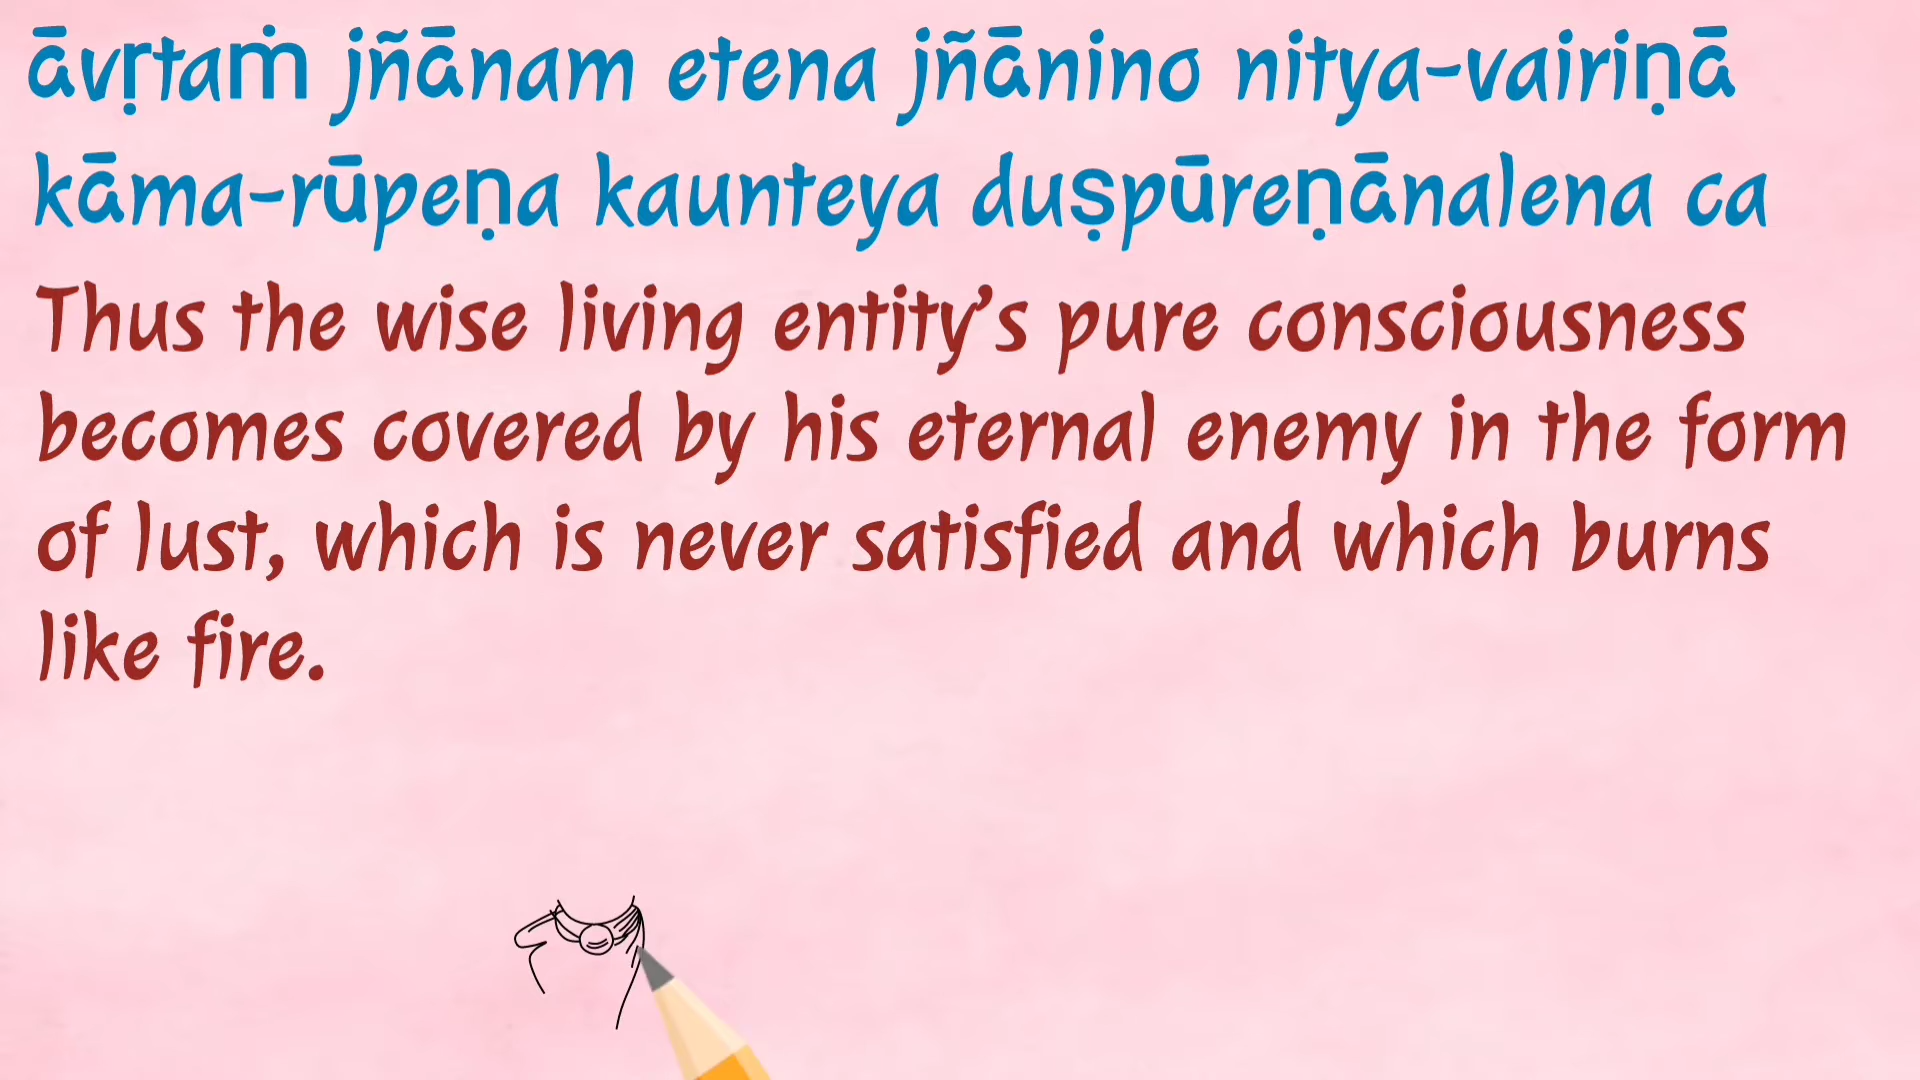 āvṛtaṁ jñānam etena jñānino nitya-vairiṇā
kāma-rūpeṇa kaunteya duṣpūreṇānalena ca
Thus the wise living entity’s pure consciousness
becomes covered by his eternal enemy in the form
of lust, which is never satisfied and which burns
like fire.